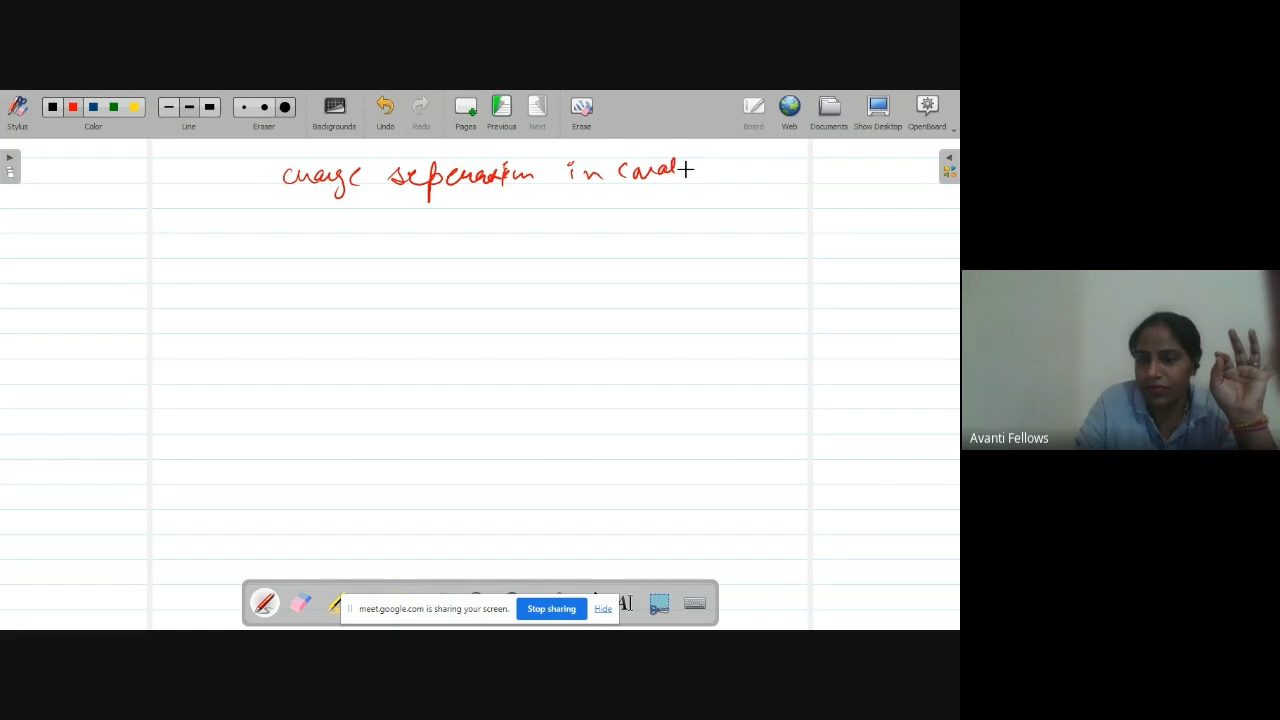 Stylus
Color
Line
Eraser
Backgrounds
Undo
Redo
Pages
Previous
Next
Erase
Board
Web
Documents
Show Desktop
OpenBoard
charge seperation in
meet.google.com is sharing your screen.
Stop sharing
Hide
AI
Avanti Fellows